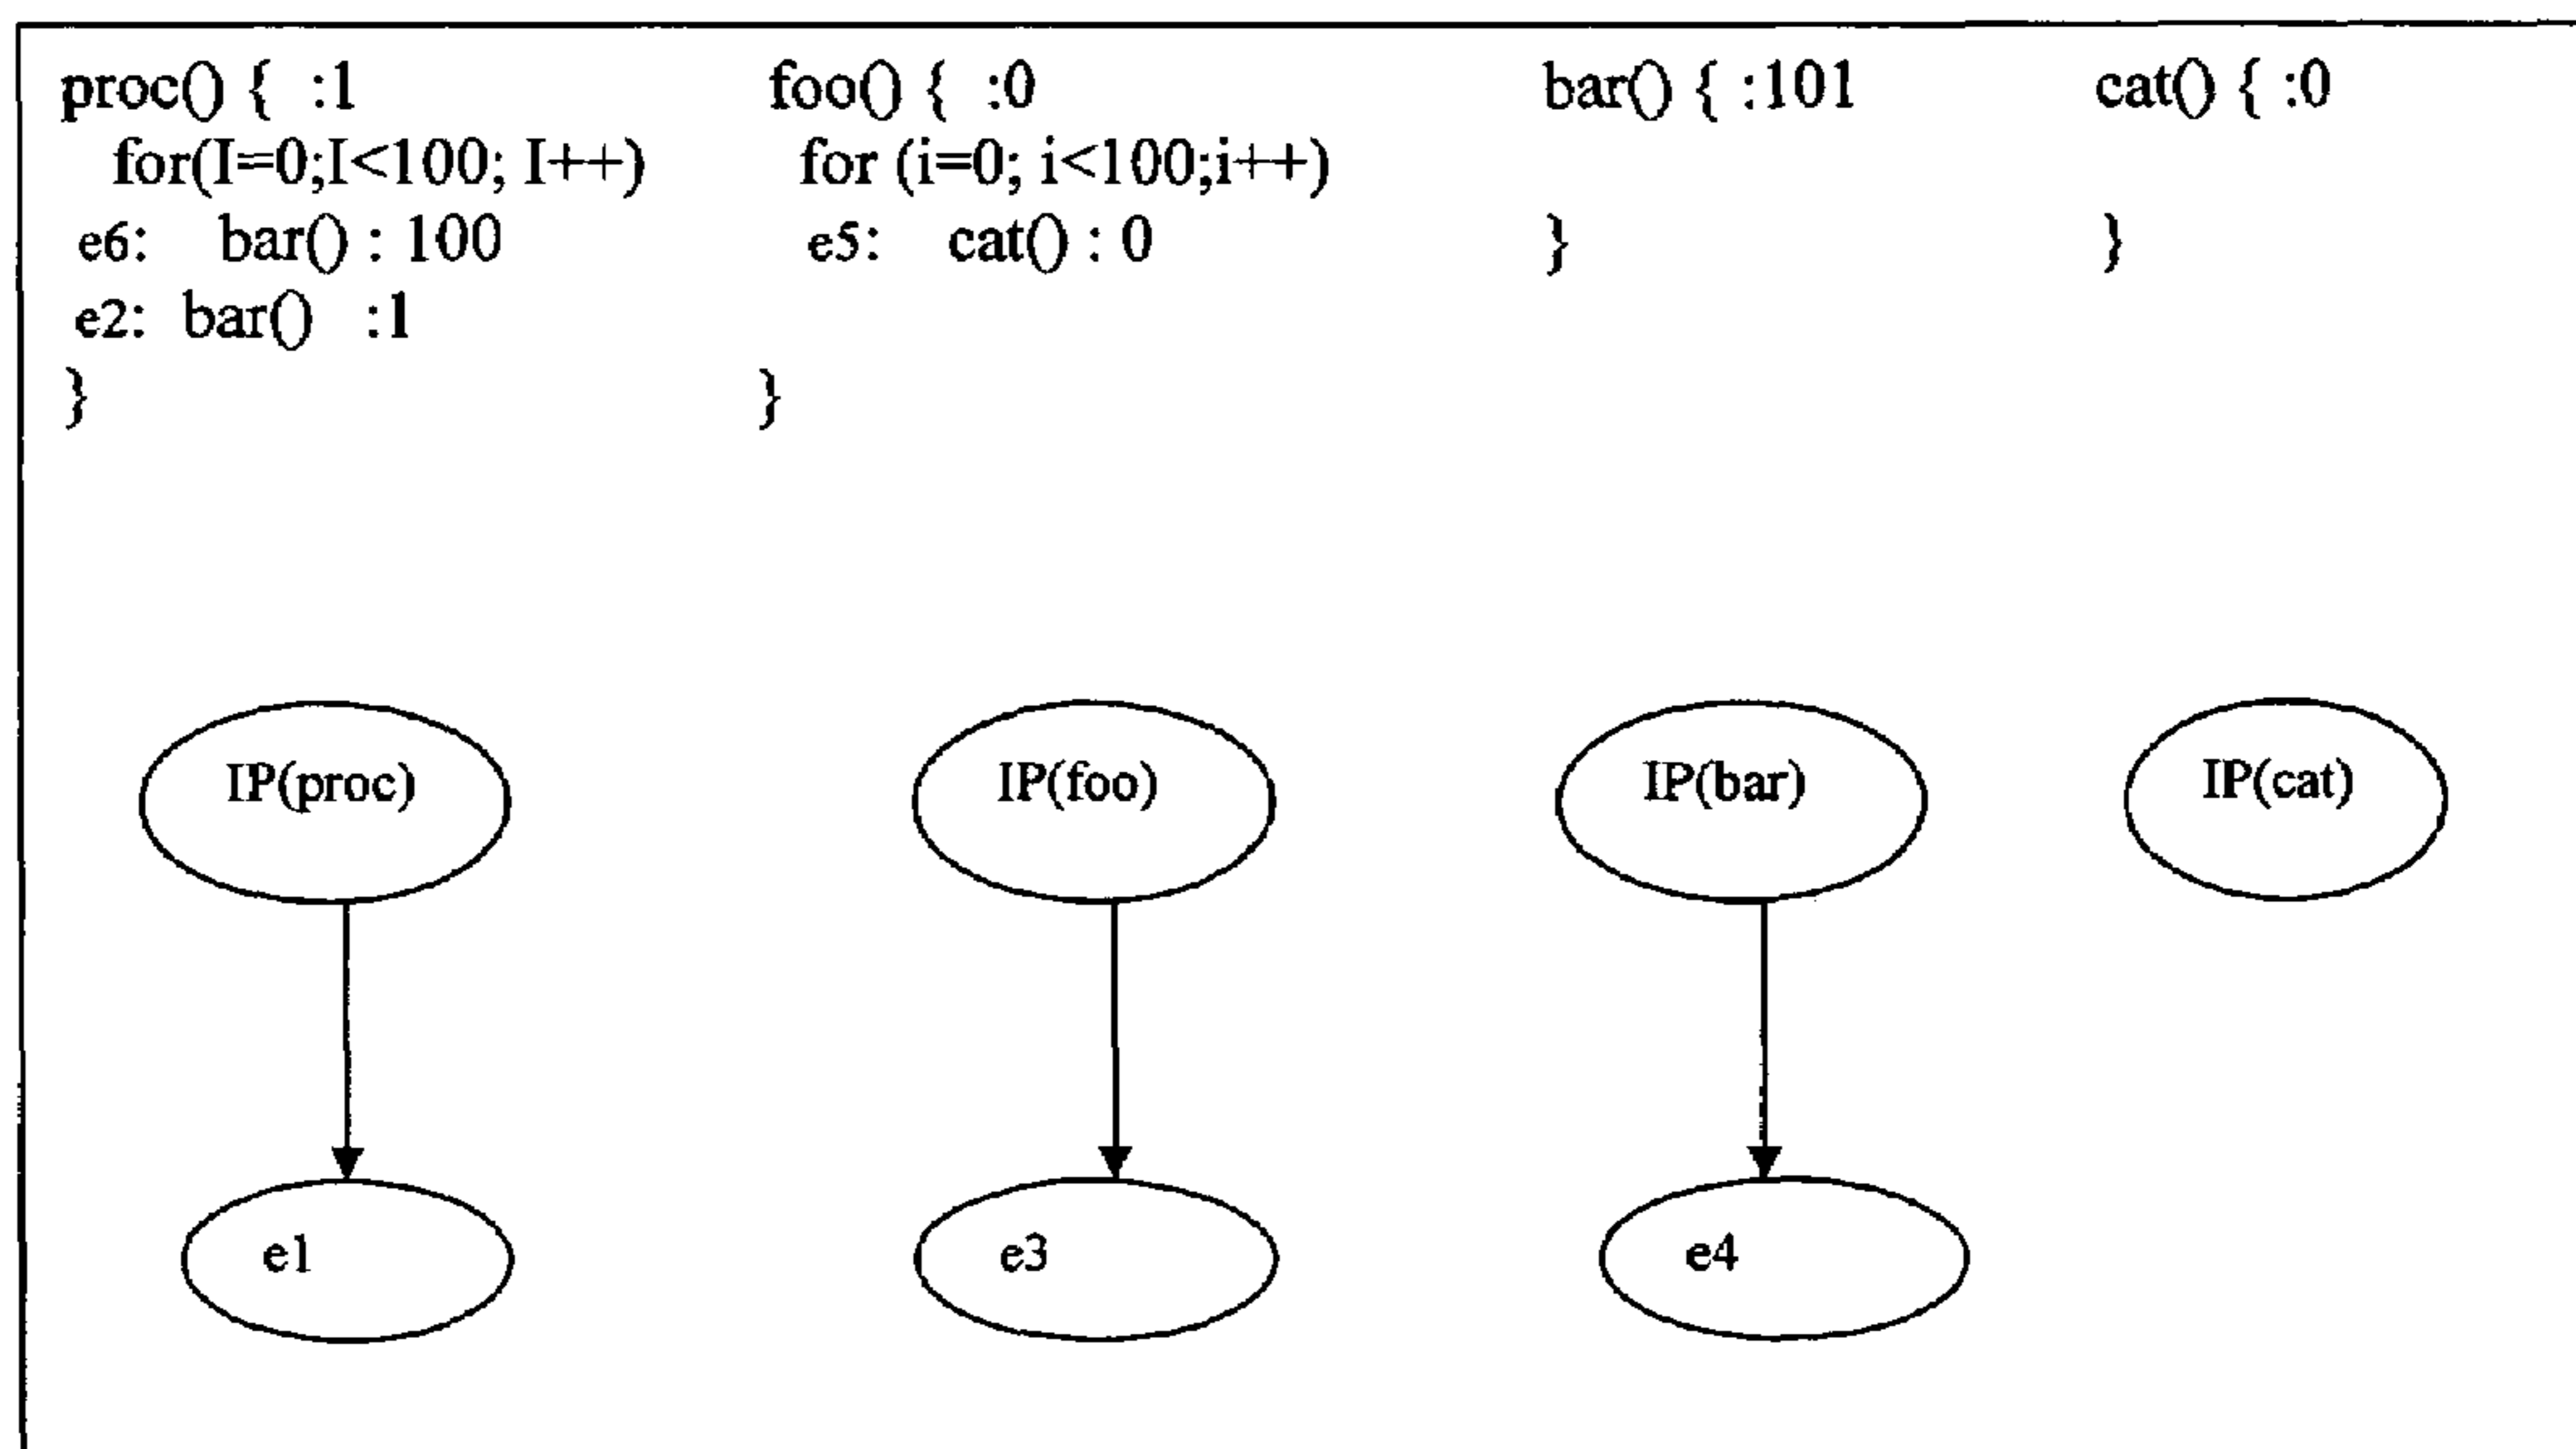 proc() {  :1
for(I=0;I<100; I++)
e6:  bar() : 100
e2:  bar()  :1
}
foo() {  :0
for (i=0; i<100;i++)
e5:  cat() : 0
}
bar() { :101
}
cat() { :0
}
IP(proc)
IP(foo)
IP(bar)
IP(cat)
e1
e3
e4